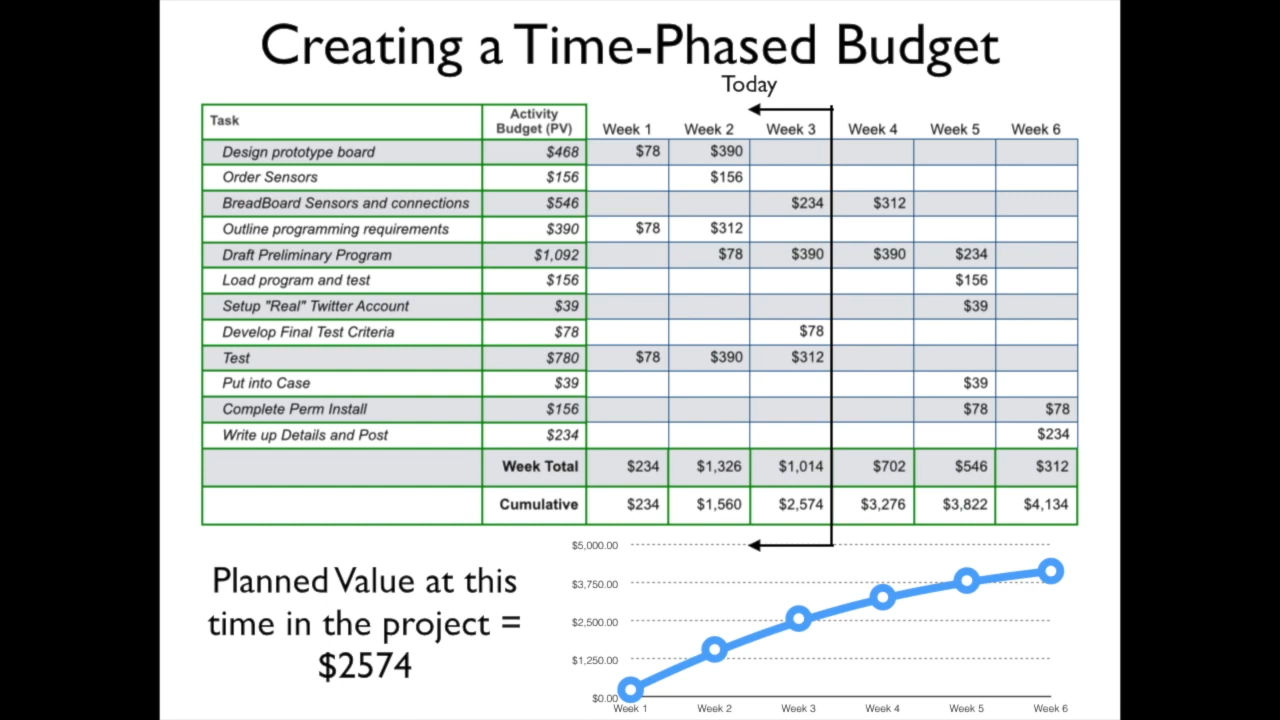 Creating a Time-Phased Budget
Today
Task Activity Budget (PV) Week 1 Week 2 Week 3 Week 4 Week 5 Week 6
Design prototype board $468 $78 $390
Order Sensors $156 $156
BreadBoard Sensors and connections $546 $234 $312
Outline programming requirements $390 $78 $312
Draft Preliminary Program $1,092 $78 $390 $390 $234
Load program and test $156 $156
Setup "Real" Twitter Account $39 $39
Develop Final Test Criteria $78 $78
Test $780 $78 $390 $312
Put into Case $39 $39
Complete Perm Install $156 $78 $78
Write up Details and Post $234 $234
Week Total $234 $1,326 $1,014 $702 $546 $312
Cumulative $234 $1,560 $2,574 $3,276 $3,822 $4,134
Planned Value at this
time in the project =
$2574
$5,000.00
$3,750.00
$2,500.00
$1,250.00
$0.00
Week 1 Week 2 Week 3 Week 4 Week 5 Week 6